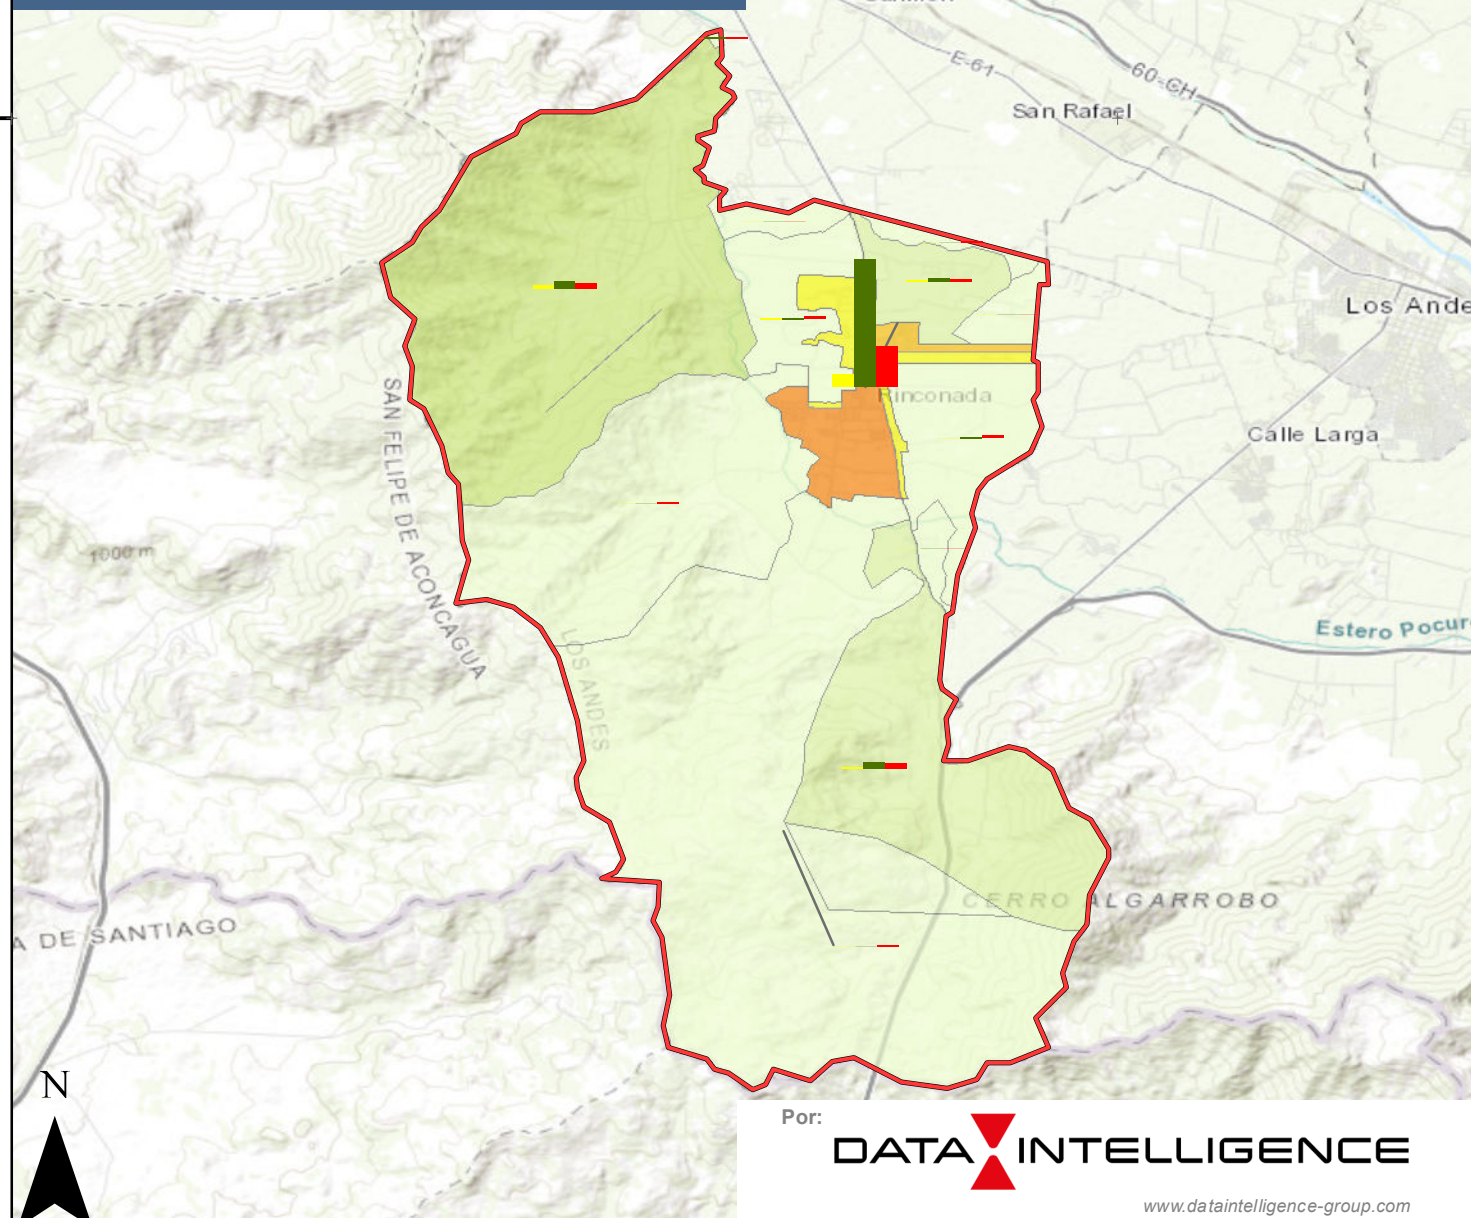 E-61
60-CH
San Rafael
Los Ande
Rinconada
Calle Larga
SAN FELIPE DE ACONCAGUA
1000 m
LOS ANDES
Estero Pocur
CERRO ALGARROBO
A DE SANTIAGO
N
Por:
DATA INTELLIGENCE
www.dataintelligence-group.com